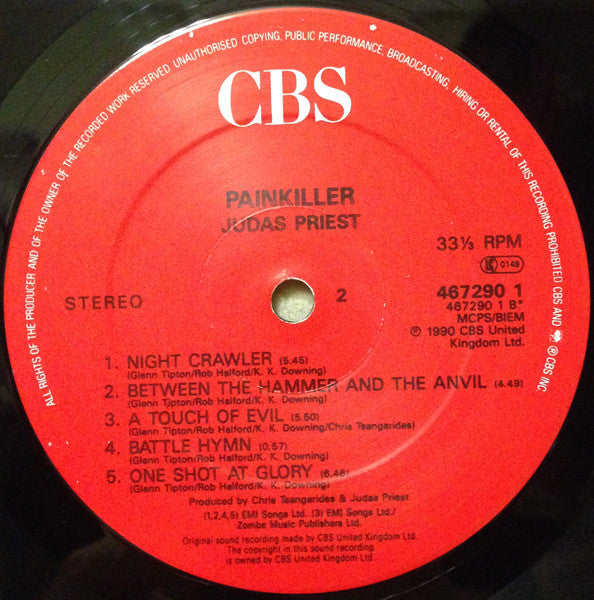 ALL RIGHTS OF THE PRODUCER AND OF THE OWNER OF THE RECORDED WORK RESERVED. UNAUTHORISED COPYING, PUBLIC PERFORMANCE, BROADCASTING, HIRING OR RENTAL OF THIS RECORDING PROHIBITED CBS AND ® CBS INC
CBS
PAINKILLER
JUDAS PRIEST
33⅓ RPM
0149
STEREO
2
467290 1
467290 1 B*
MCPS/BIEM
℗ 1990 CBS United
Kingdom Ltd.
1. NIGHT CRAWLER (5.45)
(Glenn Tipton/Rob Halford/K. K. Downing)
2. BETWEEN THE HAMMER AND THE ANVIL (4.49)
(Glenn Tipton/Rob Halford/K. K. Downing)
3. A TOUCH OF EVIL (5.50)
(Glenn Tipton/Rob Halford/K. K. Downing/Chris Tsangarides)
4. BATTLE HYMN (0.57)
(Glenn Tipton/Rob Halford/K. K. Downing)
5. ONE SHOT AT GLORY (6.46)
(Glenn Tipton/Rob Halford/K. K. Downing)
Produced by Chris Tsangarides & Judas Priest
(1,2,4,5) EMI Songs Ltd. (3) EMI Songs Ltd./
Zomba Music Publishers Ltd.
Original sound recording made by CBS United Kingdom Ltd.
The copyright in this sound recording
is owned by CBS United Kingdom Ltd.